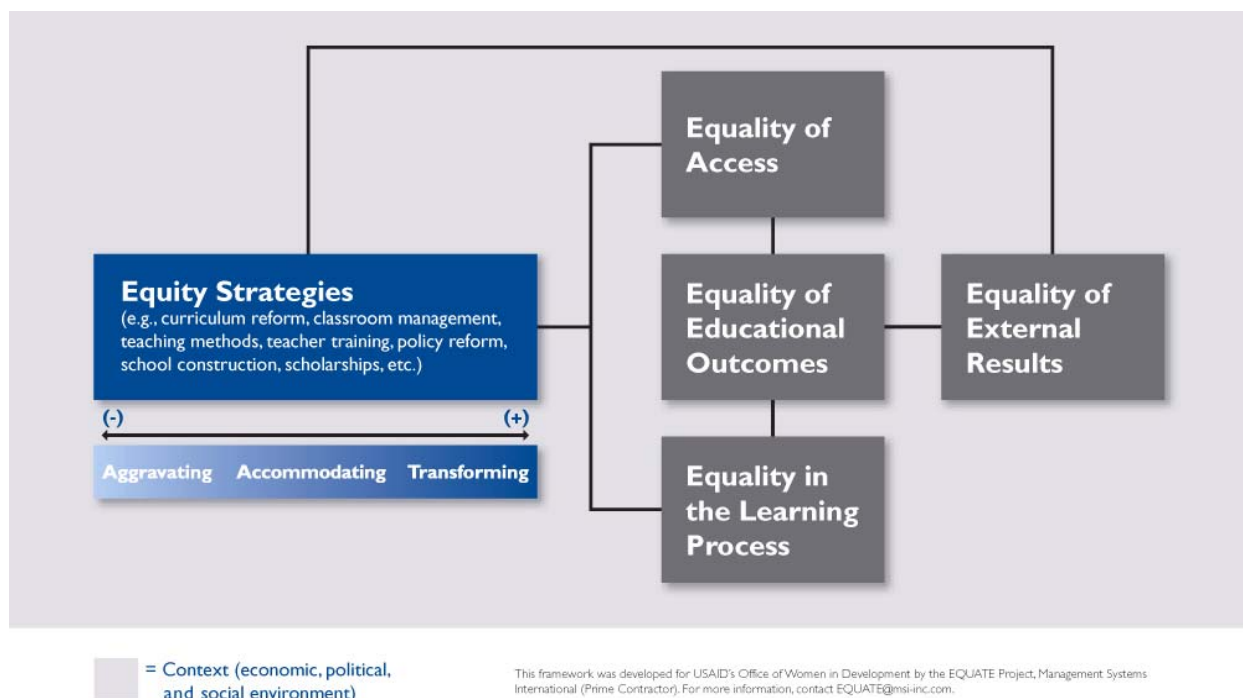 Equality of
Access
Equity Strategies
(e.g., curriculum reform, classroom management,
teaching methods, teacher training, policy reform,
school construction, scholarships, etc.)
(-)
(+)
Aggravating Accommodating Transforming
Equality of
Educational
Outcomes
Equality of
External
Results
Equality in
the Learning
Process
= Context (economic, political,
and social environment)
This framework was developed for USAID's Office of Women in Development by the EQUATE Project, Management Systems
International (Prime Contractor). For more information, contact EQUATE@msi-inc.com.